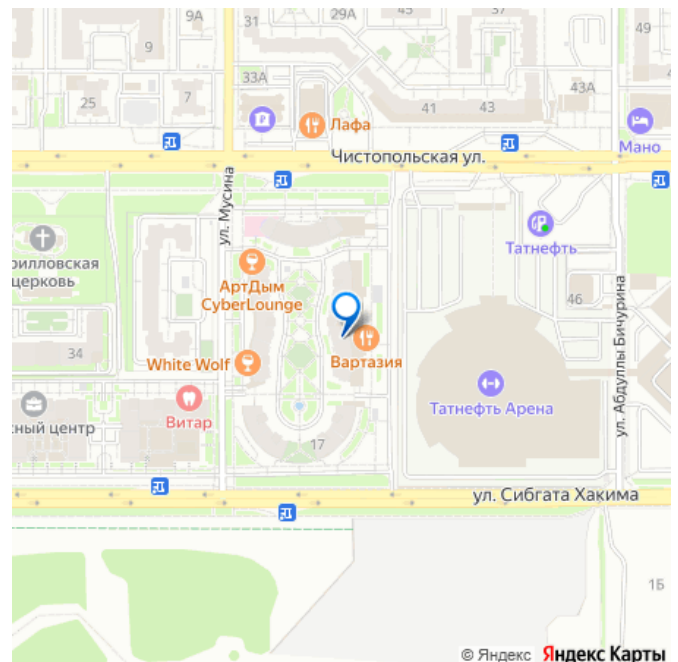 9А
31
29А
49
9
33А
25
7
41
43
43А
Лафа
Мано
Чистопольская ул.
ул. Мусина
Татнефть
рилловская
церковь
АртДым
CyberLounge
46
ул. Абдуллы Бичурина
34
White Wolf
Вартазия
Витар
Татнефть Арена
сный центр
17
ул. Сибгата Хакима
1Б
© Яндекс Яндекс Карты